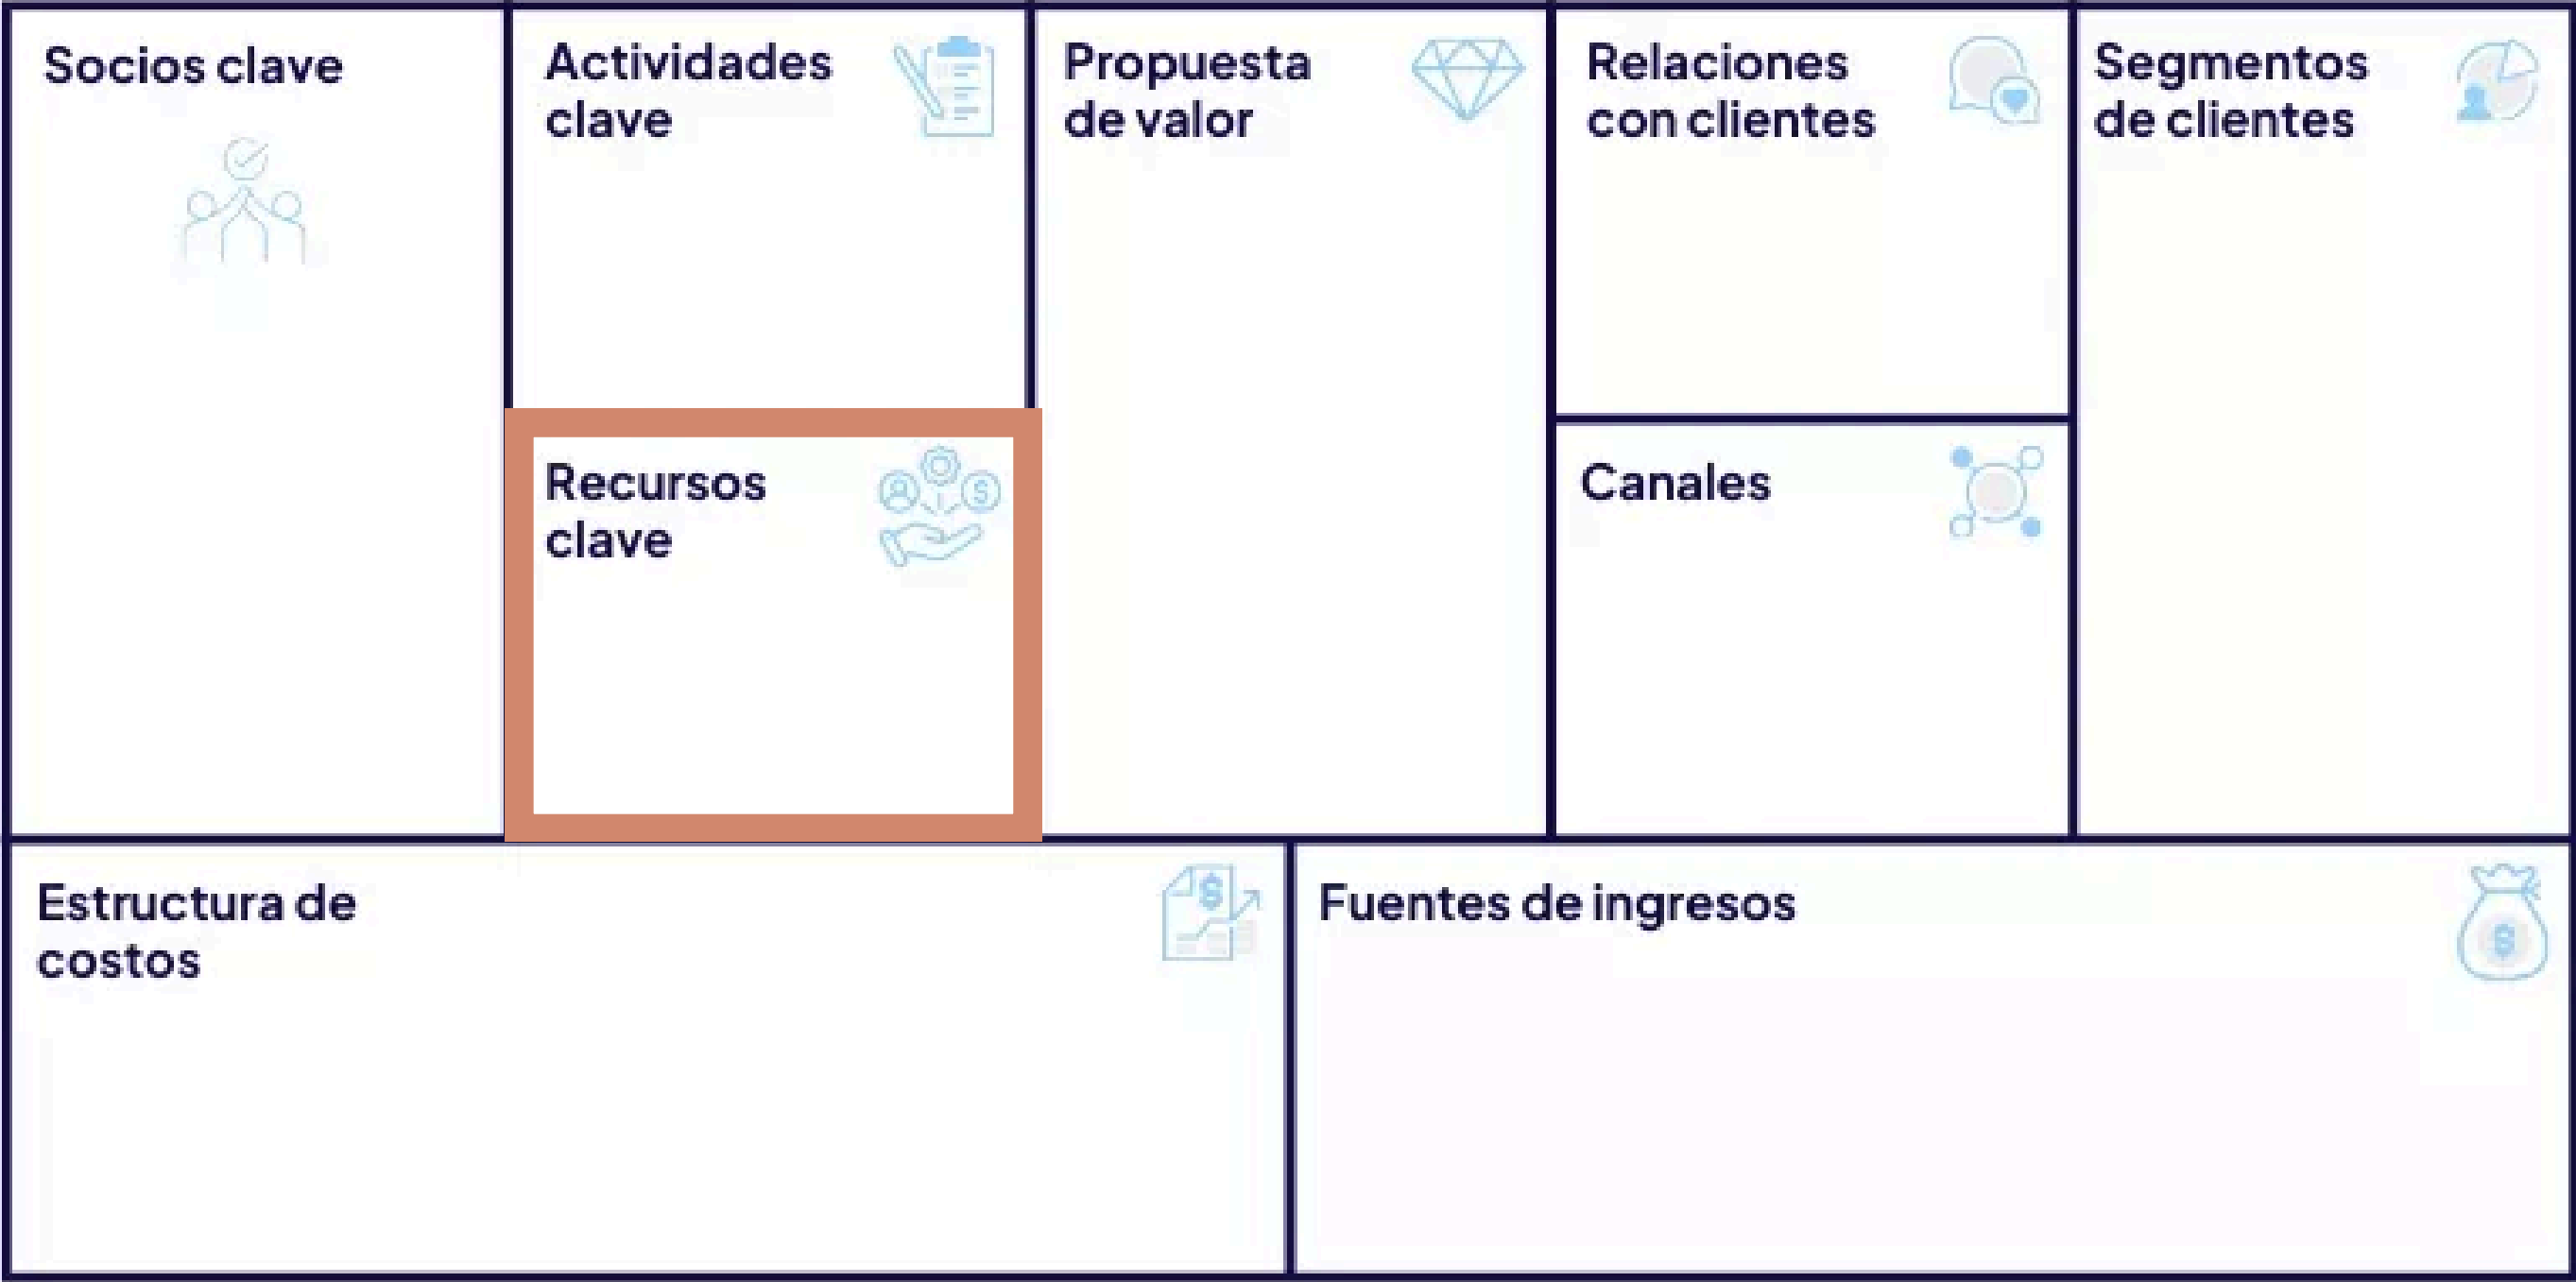 Socios clave
Actividades
clave
Propuesta
de valor
Relaciones
con clientes
Segmentos
de clientes
Recursos
clave
Canales
Estructura de
costos
Fuentes de ingresos